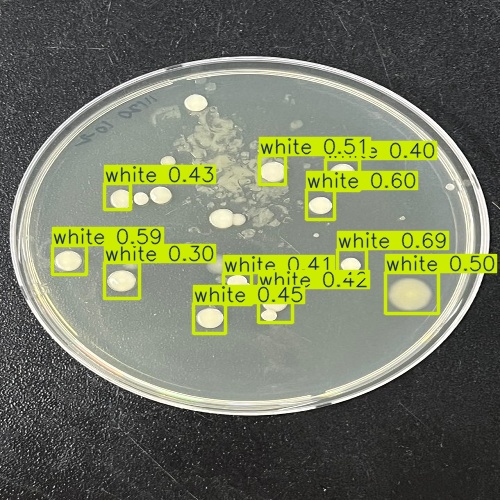 white 0.51
white 0.40
white 0.43
white 0.60
white 0.59
white 0.30
white 0.69
white 0.41
white 0.50
white 0.42
white 0.45